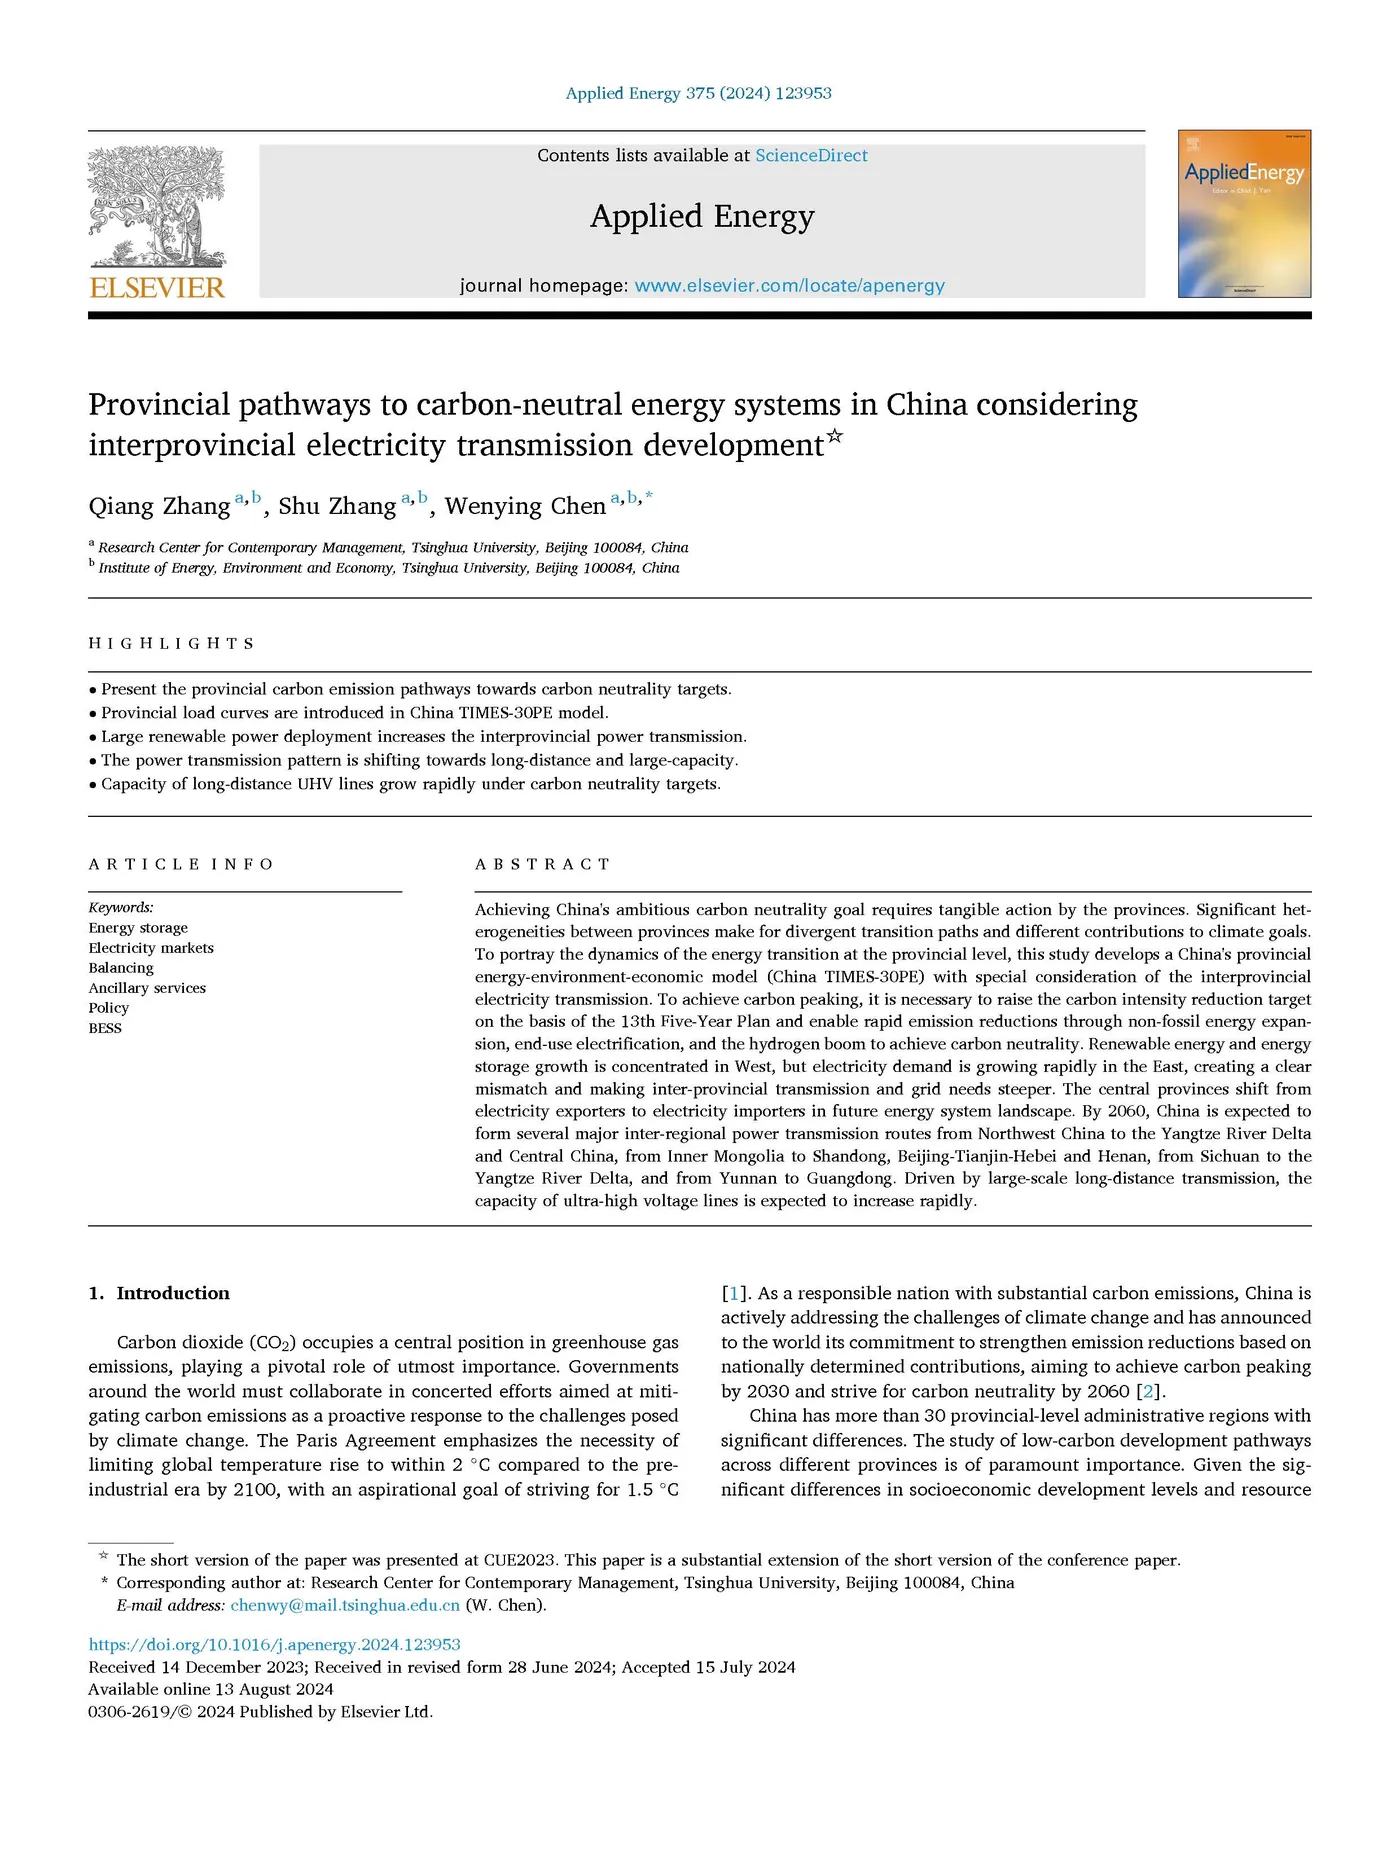 Applied Energy 375 (2024) 123953
Contents lists available at ScienceDirect
Applied Energy
journal homepage: www.elsevier.com/locate/apenergy
ELSEVIER
AppliedEnergy
Provincial pathways to carbon-neutral energy systems in China considering
interprovincial electricity transmission development☆
Qiang Zhang a,b, Shu Zhang a,b, Wenying Chen a,b,*
a Research Center for Contemporary Management, Tsinghua University, Beijing 100084, China
b Institute of Energy, Environment and Economy, Tsinghua University, Beijing 100084, China
HIGHLIGHTS
• Present the provincial carbon emission pathways towards carbon neutrality targets.
• Provincial load curves are introduced in China TIMES-30PE model.
• Large renewable power deployment increases the interprovincial power transmission.
• The power transmission pattern is shifting towards long-distance and large-capacity.
• Capacity of long-distance UHV lines grow rapidly under carbon neutrality targets.
ARTICLE INFO
Keywords:
Energy storage
Electricity markets
Balancing
Ancillary services
Policy
BESS
ABSTRACT
Achieving China's ambitious carbon neutrality goal requires tangible action by the provinces. Significant het-
erogeneities between provinces make for divergent transition paths and different contributions to climate goals.
To portray the dynamics of the energy transition at the provincial level, this study develops a China's provincial
energy-environment-economic model (China TIMES-30PE) with special consideration of the interprovincial
electricity transmission. To achieve carbon peaking, it is necessary to raise the carbon intensity reduction target
on the basis of the 13th Five-Year Plan and enable rapid emission reductions through non-fossil energy expan-
sion, end-use electrification, and the hydrogen boom to achieve carbon neutrality. Renewable energy and energy
storage growth is concentrated in West, but electricity demand is growing rapidly in the East, creating a clear
mismatch and making inter-provincial transmission and grid needs steeper. The central provinces shift from
electricity exporters to electricity importers in future energy system landscape. By 2060, China is expected to
form several major inter-regional power transmission routes from Northwest China to the Yangtze River Delta
and Central China, from Inner Mongolia to Shandong, Beijing-Tianjin-Hebei and Henan, from Sichuan to the
Yangtze River Delta, and from Yunnan to Guangdong. Driven by large-scale long-distance transmission, the
capacity of ultra-high voltage lines is expected to increase rapidly.
1. Introduction
Carbon dioxide (CO2) occupies a central position in greenhouse gas
emissions, playing a pivotal role of utmost importance. Governments
around the world must collaborate in concerted efforts aimed at miti-
gating carbon emissions as a proactive response to the challenges posed
by climate change. The Paris Agreement emphasizes the necessity of
limiting global temperature rise to within 2 °C compared to the pre-
industrial era by 2100, with an aspirational goal of striving for 1.5 °C
[1]. As a responsible nation with substantial carbon emissions, China is
actively addressing the challenges of climate change and has announced
to the world its commitment to strengthen emission reductions based on
nationally determined contributions, aiming to achieve carbon peaking
by 2030 and strive for carbon neutrality by 2060 [2].
China has more than 30 provincial-level administrative regions with
significant differences. The study of low-carbon development pathways
across different provinces is of paramount importance. Given the sig-
nificant differences in socioeconomic development levels and resource
☆ The short version of the paper was presented at CUE2023. This paper is a substantial extension of the short version of the conference paper.
* Corresponding author at: Research Center for Contemporary Management, Tsinghua University, Beijing 100084, China
E-mail address: chenwy@mail.tsinghua.edu.cn (W. Chen).
https://doi.org/10.1016/j.apenergy.2024.123953
Received 14 December 2023; Received in revised form 28 June 2024; Accepted 15 July 2024
Available online 13 August 2024
0306-2619/© 2024 Published by Elsevier Ltd.